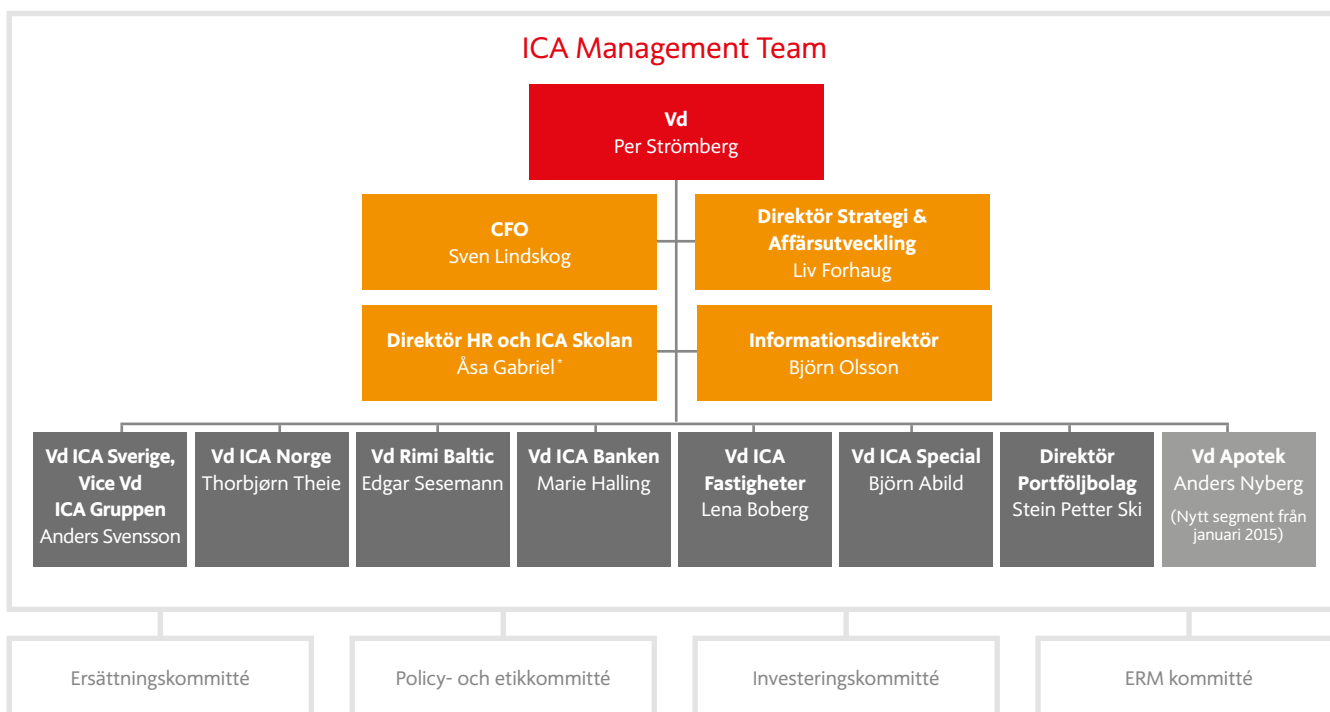 ICA Management Team
Vd
Per Strömberg
CFO
Sven Lindskog
Direktör Strategi &
Affärsutveckling
Liv Forhaug
Direktör HR och ICA Skolan
Åsa Gabriel*
Informationsdirektör
Björn Olsson
Vd ICA Sverige,
Vice Vd
ICA Gruppen
Anders Svensson
Vd ICA Norge
Thorbjørn Theie
Vd Rimi Baltic
Edgar Sesemann
Vd ICA Banken
Marie Halling
Vd ICA
Fastigheter
Lena Boberg
Vd ICA Special
Björn Abild
Direktör
Portföljbolag
Stein Petter Ski
Vd Apotek
Anders Nyberg
(Nytt segment från
januari 2015)
Ersättningskommitté
Policy- och etikkommitté
Investeringskommitté
ERM kommitté